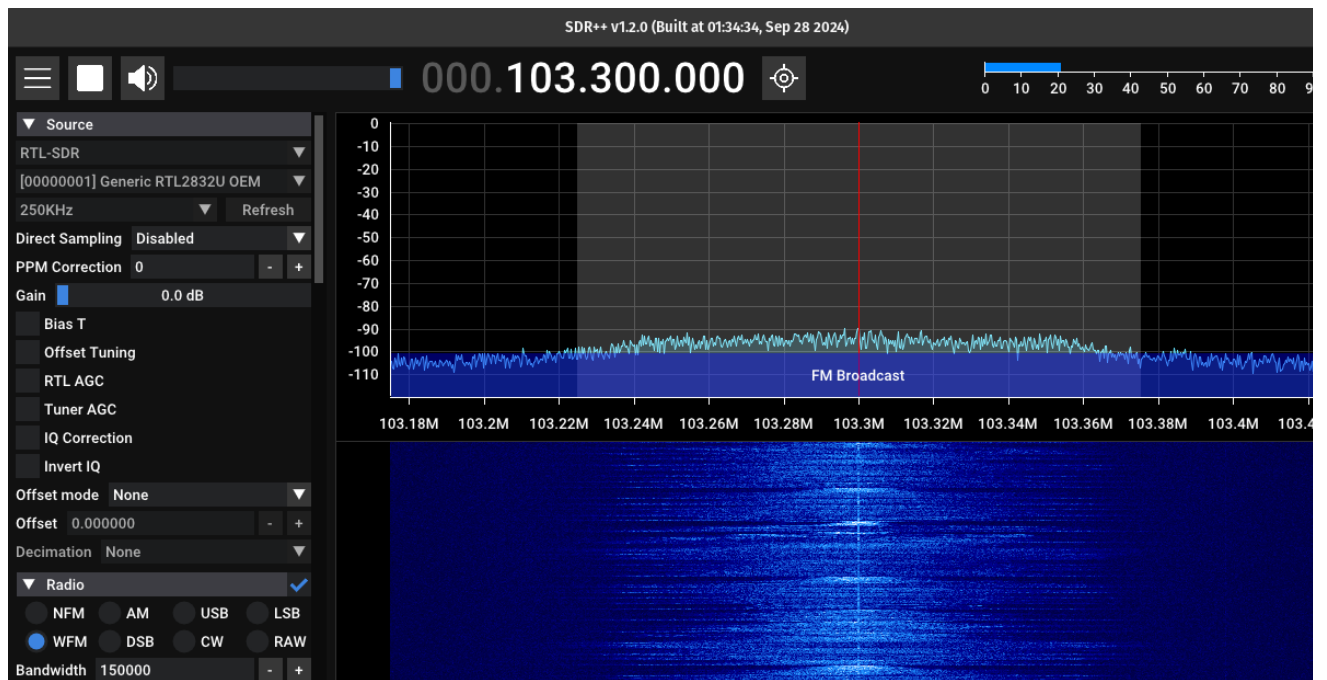 SDR++ v1.2.0 (Built at 01:34:34, Sep 28 2024)
000.103.300.000
0 10 20 30 40 50 60 70 80 9
Source
RTL-SDR
[00000001] Generic RTL2832U OEM
250KHz Refresh
Direct Sampling Disabled
PPM Correction 0 - +
Gain 0.0 dB
Bias T
Offset Tuning
RTL AGC
Tuner AGC
IQ Correction
Invert IQ
Offset mode None
Offset 0.000000 - +
Decimation None
Radio
NFM AM USB LSB
WFM DSB CW RAW
Bandwidth 150000 - +
0
-10
-20
-30
-40
-50
-60
-70
-80
-90
-100
-110
FM Broadcast
103.18M 103.2M 103.22M 103.24M 103.26M 103.28M 103.3M 103.32M 103.34M 103.36M 103.38M 103.4M 103.4